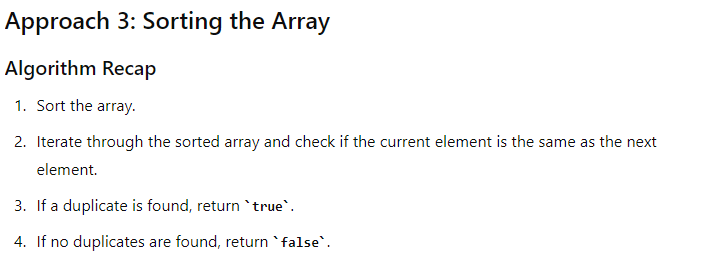 Approach 3: Sorting the Array
Algorithm Recap
1. Sort the array.
2. Iterate through the sorted array and check if the current element is the same as the next
element.
3. If a duplicate is found, return `true`.
4. If no duplicates are found, return `false`.